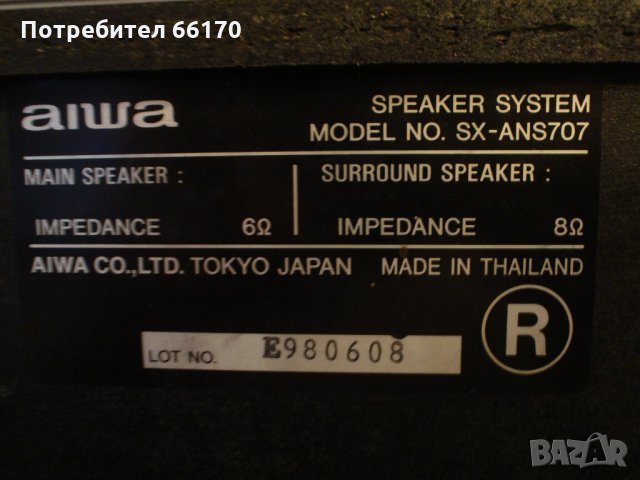 Потребител 66170
aiwa
SPEAKER SYSTEM
MODEL NO. SX-ANS707
MAIN SPEAKER :
IMPEDANCE 6Ω
SURROUND SPEAKER :
IMPEDANCE 8Ω
AIWA CO.,LTD. TOKYO JAPAN MADE IN THAILAND
R
LOT NO. E980608
BAZAR